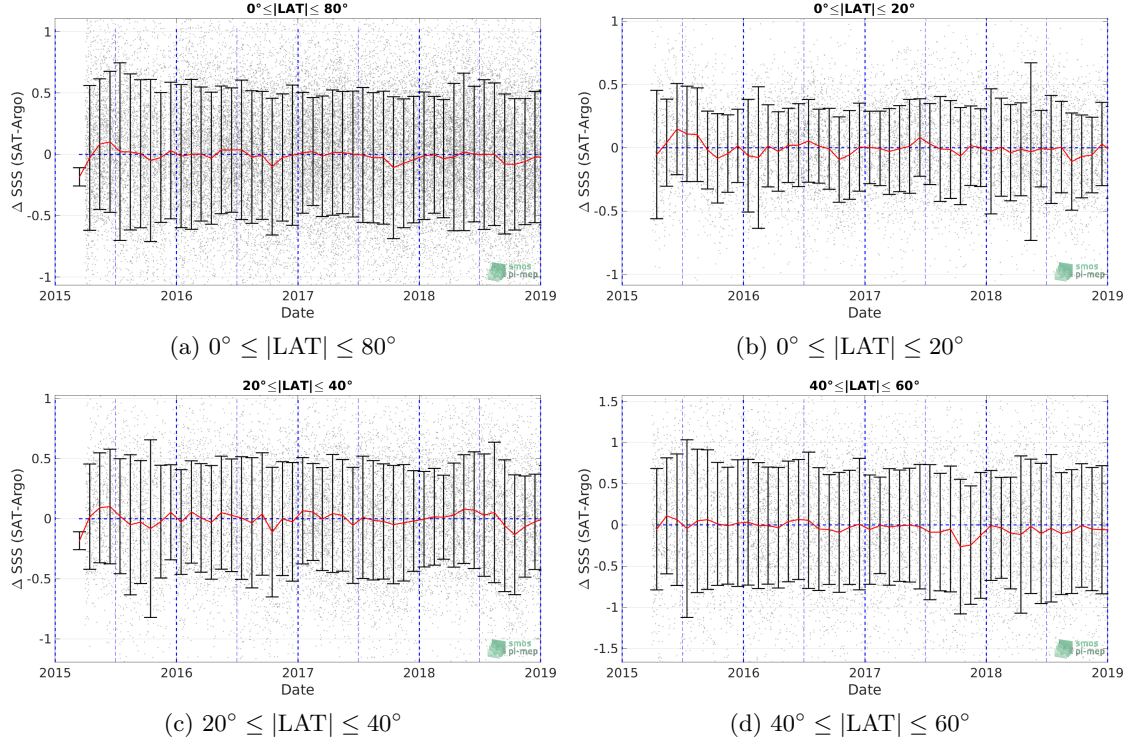 0°≤|LAT|≤ 80°
Δ SSS (SAT-Argo)
1
0.5
0
-0.5
-1
2015 2016 2017 2018 2019
Date
smos
pi-mep
(a) 0° ≤ |LAT| ≤ 80°
0°≤|LAT|≤ 20°
Δ SSS (SAT-Argo)
1
0.5
0
-0.5
-1
2015 2016 2017 2018 2019
Date
smos
pi-mep
(b) 0° ≤ |LAT| ≤ 20°
20°≤|LAT|≤ 40°
Δ SSS (SAT-Argo)
1
0.5
0
-0.5
-1
2015 2016 2017 2018 2019
Date
smos
pi-mep
(c) 20° ≤ |LAT| ≤ 40°
40°≤|LAT|≤ 60°
Δ SSS (SAT-Argo)
1.5
1
0.5
0
-0.5
-1
-1.5
2015 2016 2017 2018 2019
Date
smos
pi-mep
(d) 40° ≤ |LAT| ≤ 60°